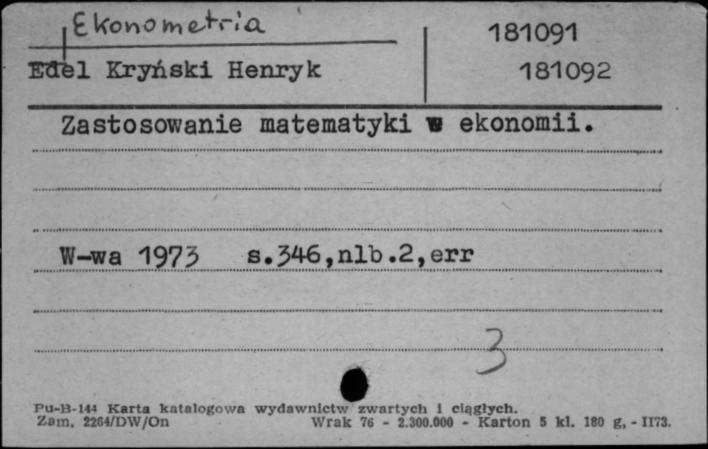 Ekonometria
181091
Edel Kryński Henryk
181092
Zastosowanie matematyki w ekonomii.
W-wa 1973 s.346,nlb.2,err
3
Pu-B-144 Karta katalogowa wydawnictw zwartych i ciągłych.
Zam. 2264/DW/On Wrak 76 - 2.300.000 - Karton 5 kl. 180 g, - II73.